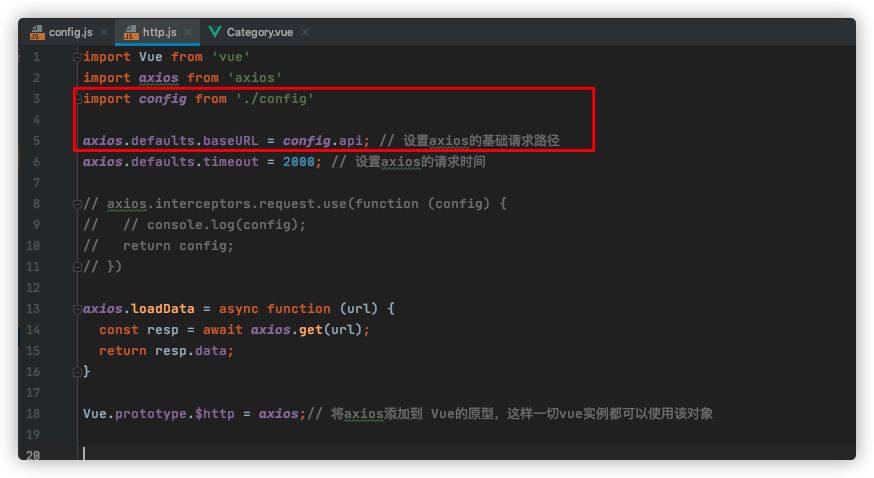 config.js
http.js
Category.vue
1 import Vue from 'vue'
2 import axios from 'axios'
3 import config from './config'
4
5 axios.defaults.baseURL = config.api; // 设置axios的基础请求路径
6 axios.defaults.timeout = 2000; // 设置axios的请求时间
7
8 // axios.interceptors.request.use(function (config) {
9 //   // console.log(config);
10 //   return config;
11 // })
12
13 axios.loadData = async function (url) {
14   const resp = await axios.get(url);
15   return resp.data;
16 }
17
18 Vue.prototype.$http = axios;// 将axios添加到 Vue的原型，这样一切vue实例都可以使用该对象
19
20